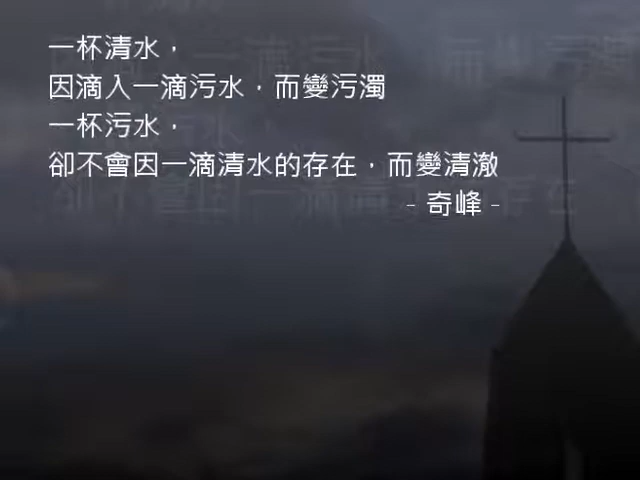 一杯清水，
因滴入一滴污水，而變污濁
一杯污水，
卻不會因一滴清水的存在，而變清澈
- 奇峰 -